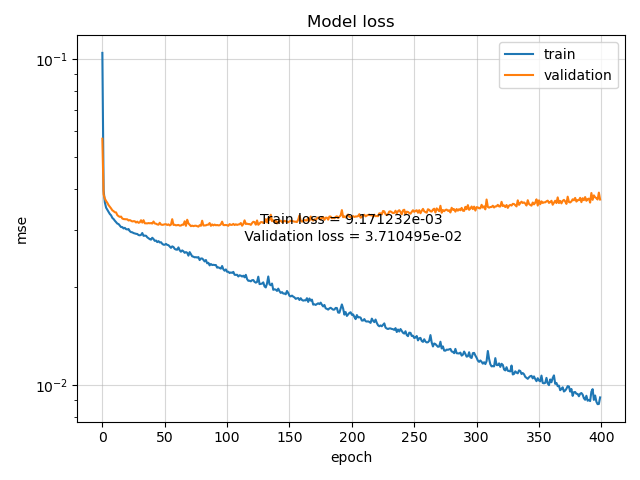 Model loss
train
validation
10⁻¹
Train loss = 9.171232e-03
Validation loss = 3.710495e-02
mse
10⁻²
0 50 100 150 200 250 300 350 400
epoch